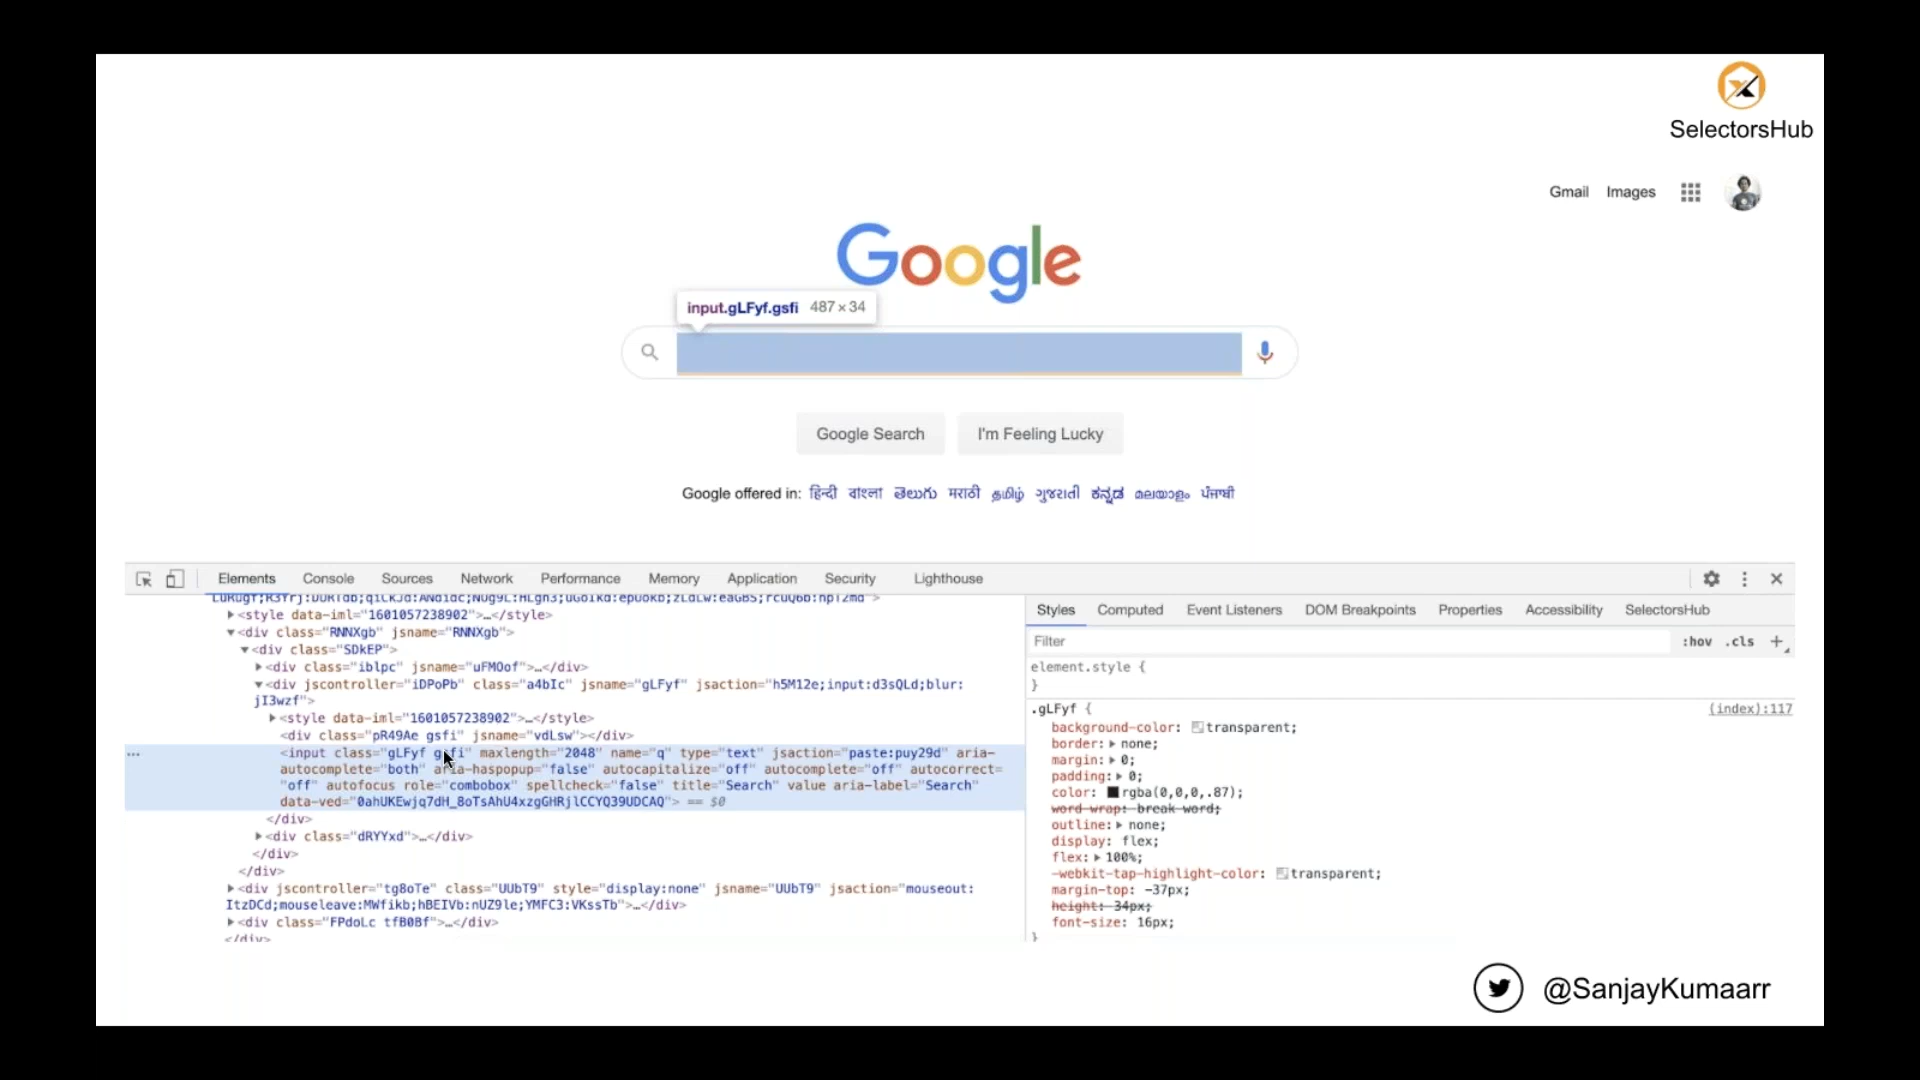 SelectorsHub
Gmail Images
Google
input.gLFyf.gsfi 487 × 34
Google Search I'm Feeling Lucky
Google offered in: हिन्दी বাংলা తెలుగు मराठी தமிழ் ગુજરાતી ಕನ್ನಡ മലയാളം ਪੰਜਾਬੀ
Elements Console Sources Network Performance Memory Application Security Lighthouse
<style data-iml="1601057238902">…</style>
<div class="RNNXgb" jsname="RNNXgb">
<div class="SDkEP">
<div class="iblpc" jsname="uFMOof">…</div>
<div jscontroller="iDPoPb" class="a4bIc" jsname="gLFyf" jsaction="h5M12e;input:d3sQLd;blur:
jI3wzf">
<style data-iml="1601057238902">…</style>
<div class="pR49Ae gsfi" jsname="vdLsw"></div>
<input class="gLFyf gsfi" maxlength="2048" name="q" type="text" jsaction="paste:puy29d" aria-
autocomplete="both" aria-haspopup="false" autocapitalize="off" autocomplete="off" autocorrect=
"off" autofocus role="combobox" spellcheck="false" title="Search" value aria-label="Search"
data-ved="0ahUKEwjq7dH_8oTsAhU4xzgGHRjlCCYQ39UDCAQ"> == $0
</div>
<div class="dRYYxd">…</div>
</div>
</div>
<div jscontroller="tg8oTe" class="UUbT9" style="display:none" jsname="UUbT9" jsaction="mouseout:
ItzDCd;mouseleave:MWfikb;hBEIVb:nUZ9le;YMFC3:VKssTb">…</div>
<div class="FPdoLc tfB0Bf">…</div>
</div>
Styles Computed Event Listeners DOM Breakpoints Properties Accessibility SelectorsHub
Filter :hov .cls +
element.style {
}
.gLFyf { (index):117
background-color: transparent;
border: none;
margin: 0;
padding: 0;
color: rgba(0,0,0,.87);
word-wrap: break-word;
outline: none;
display: flex;
flex: 100%;
-webkit-tap-highlight-color: transparent;
margin-top: -37px;
height: 34px;
font-size: 16px;
}
@SanjayKumaarr